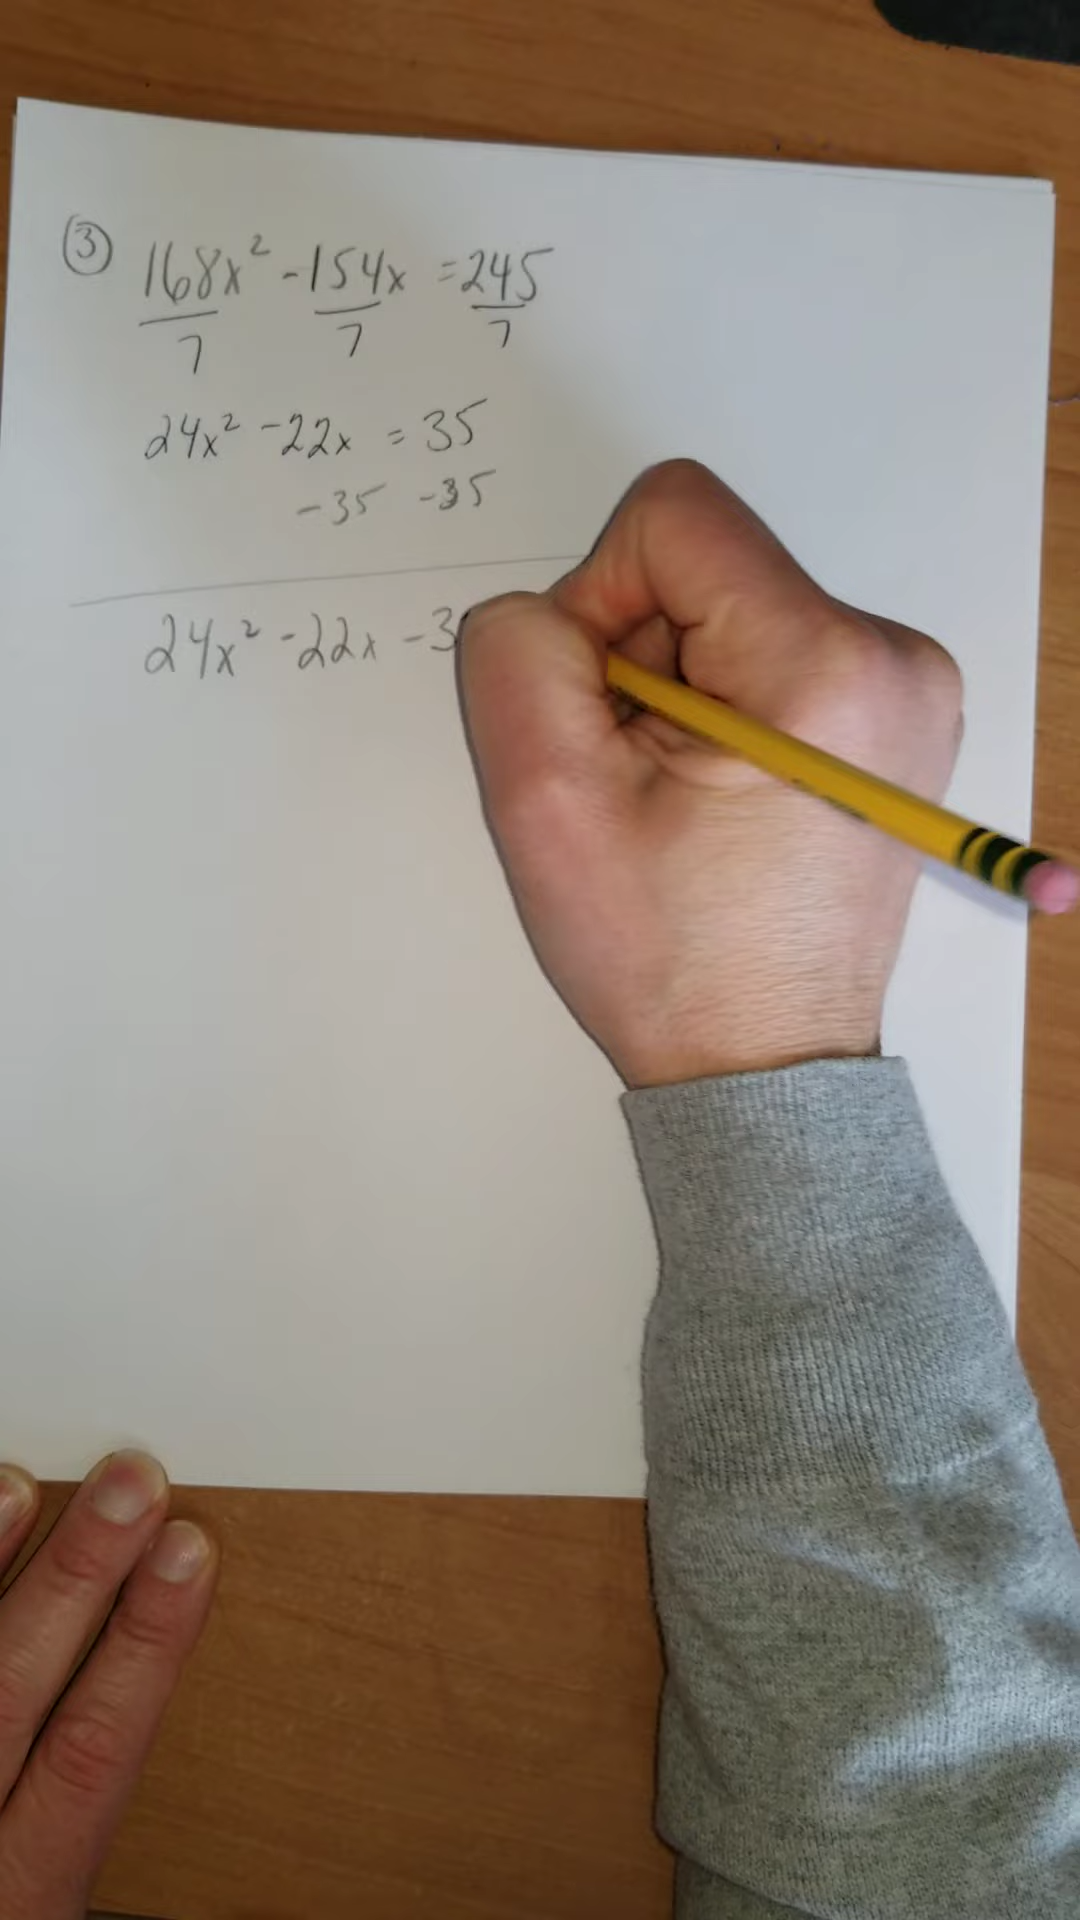 ③ 168x² - 154x = 245
7 7 7
24x² - 22x = 35
- 35 - 35
24x² - 22x - 3